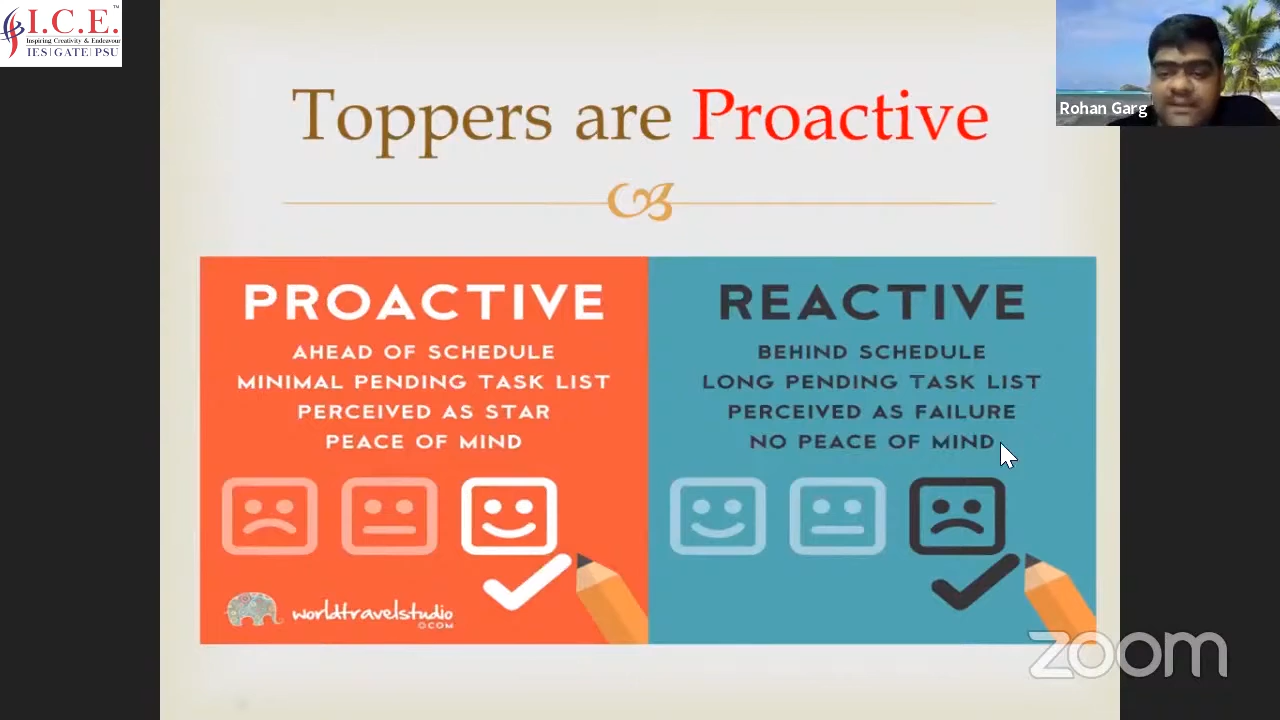 I.C.E.
TM
Inspiring Creativity & Endeavour
IES|GATE|PSU
Rohan Garg
Toppers are Proactive
PROACTIVE
AHEAD OF SCHEDULE
MINIMAL PENDING TASK LIST
PERCEIVED AS STAR
PEACE OF MIND
worldtravelstudio
.COM
REACTIVE
BEHIND SCHEDULE
LONG PENDING TASK LIST
PERCEIVED AS FAILURE
NO PEACE OF MIND
zoom